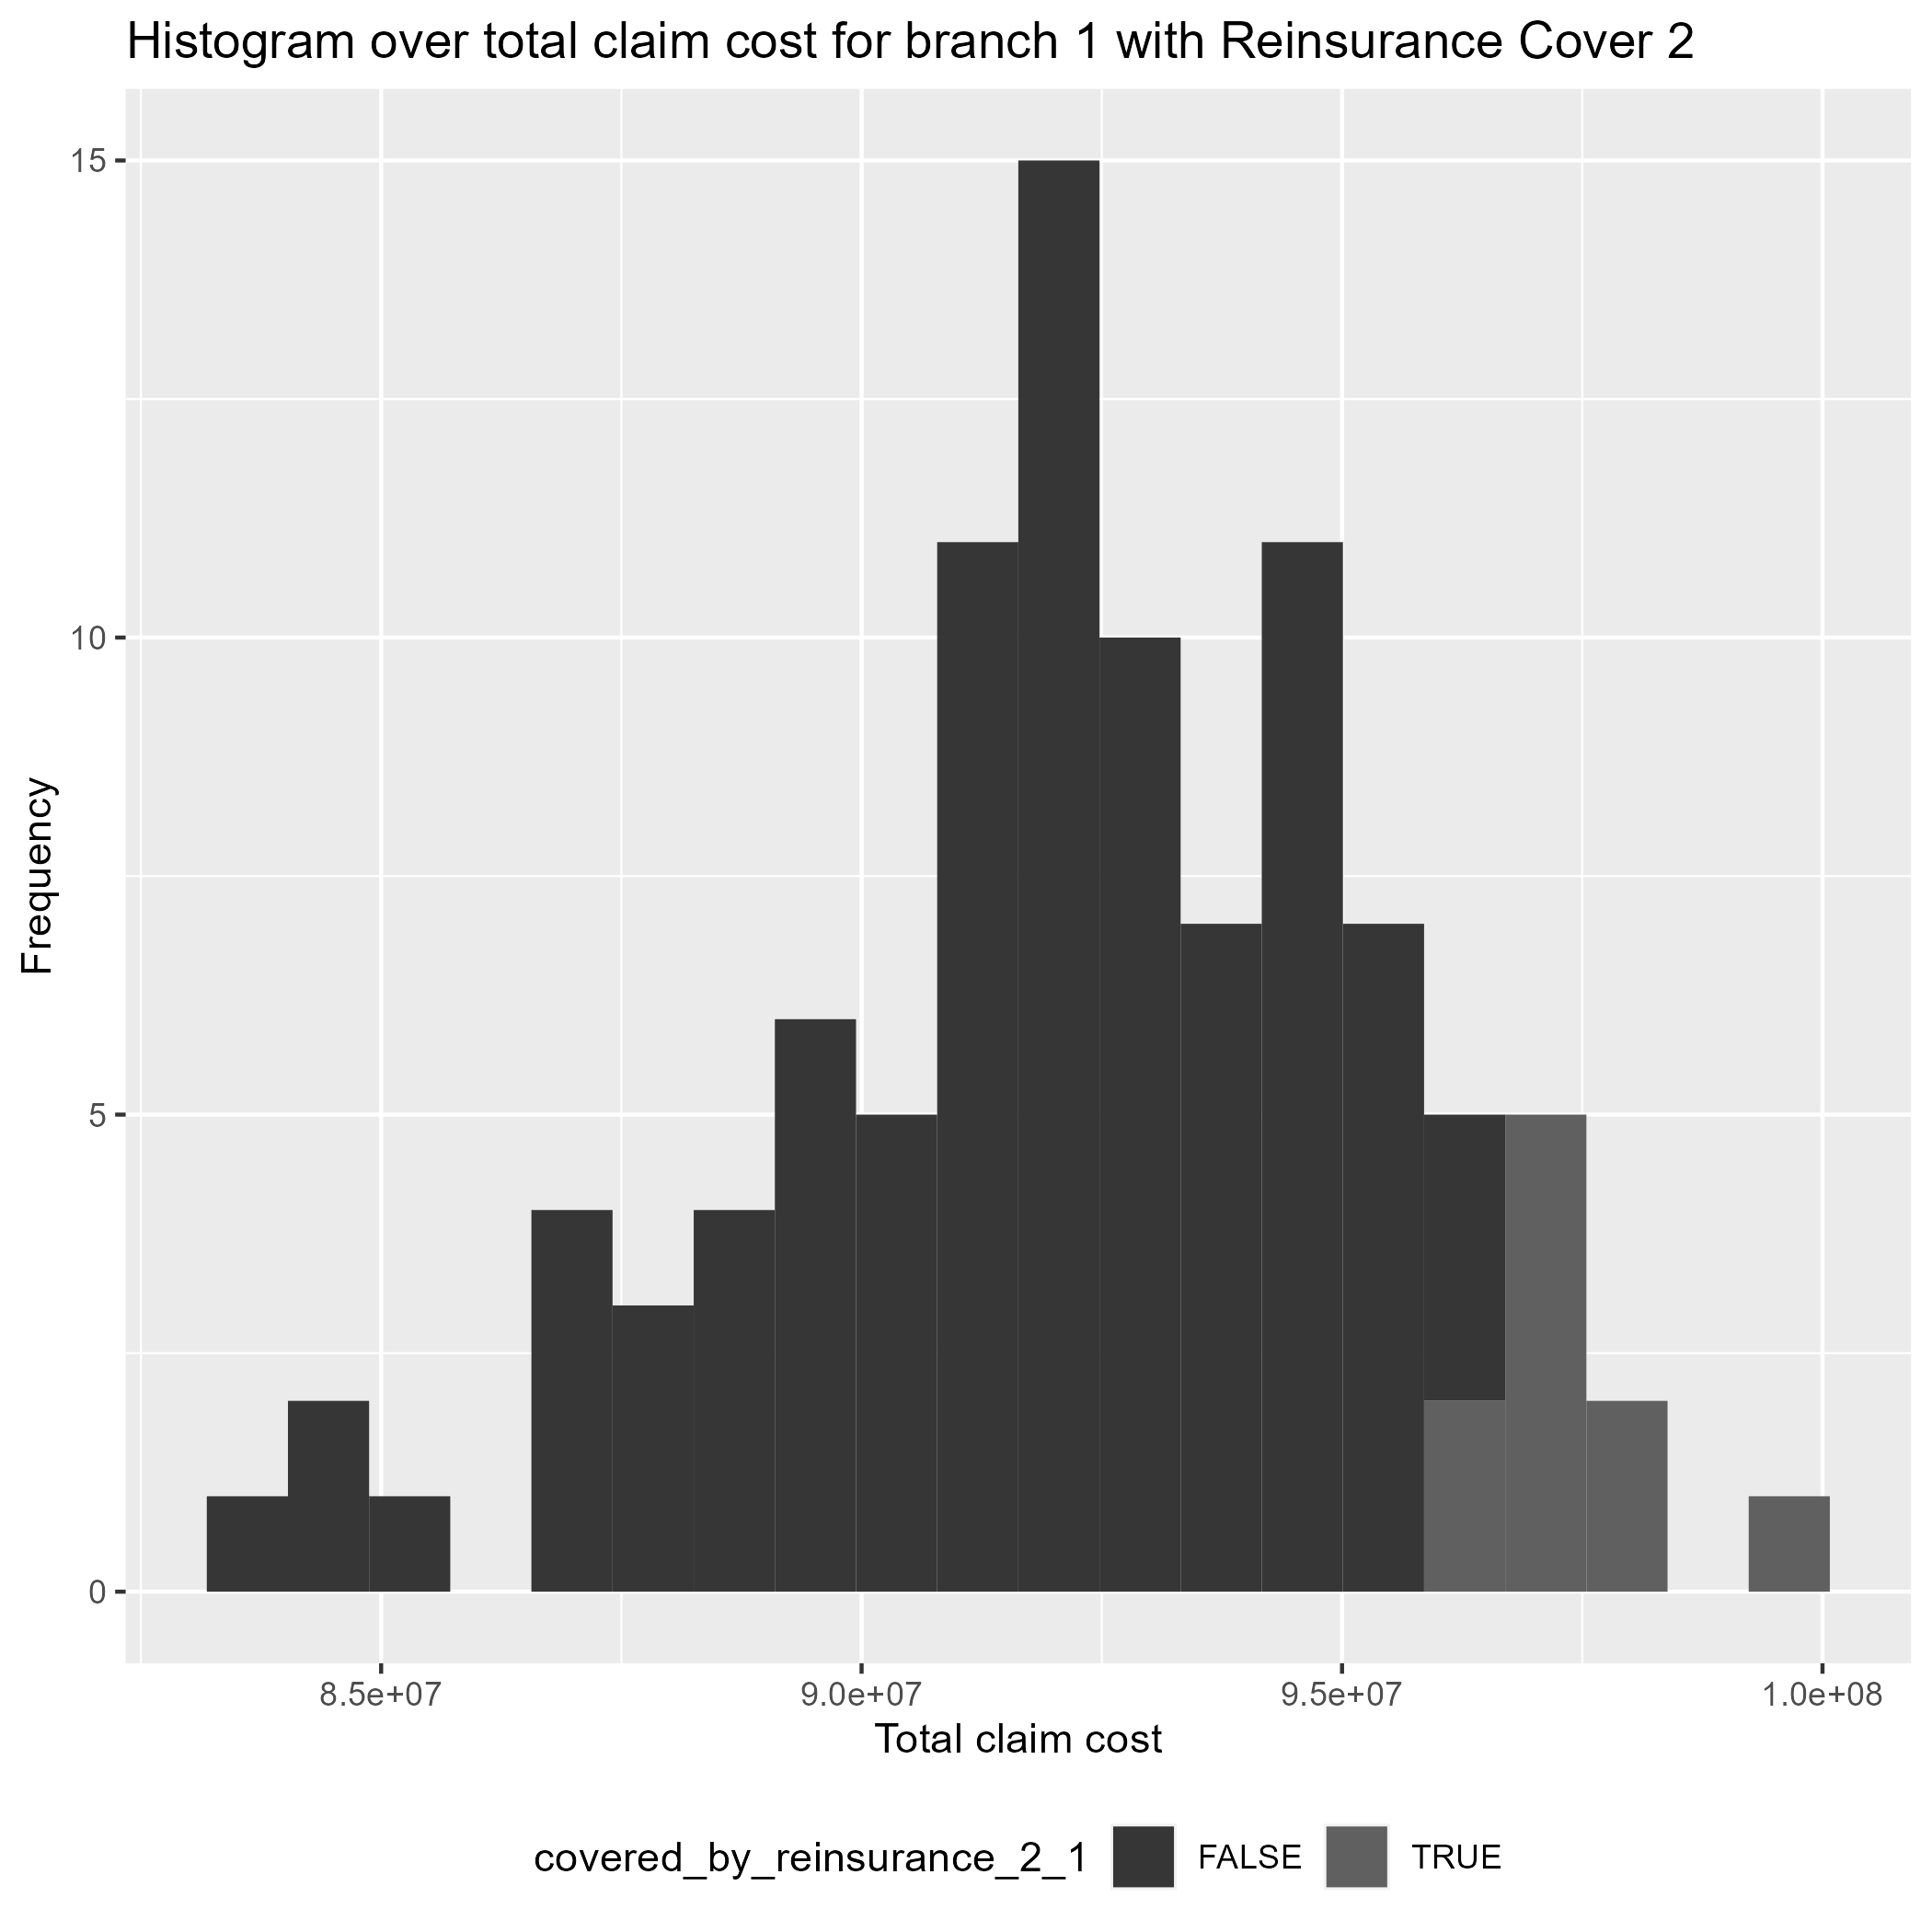 Histogram over total claim cost for branch 1 with Reinsurance Cover 2
15
10
5
0
Frequency
8.5e+07 9.0e+07 9.5e+07 1.0e+08
Total claim cost
covered_by_reinsurance_2_1 FALSE TRUE